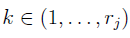 k ∈ (1, . . . , r_j)